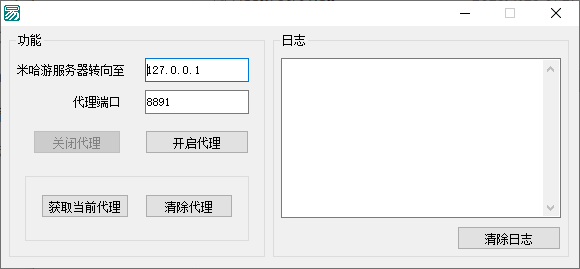 功能
米哈游服务器转向至 127.0.0.1
代理端口 8891
关闭代理 开启代理
获取当前代理 清除代理
日志
清除日志